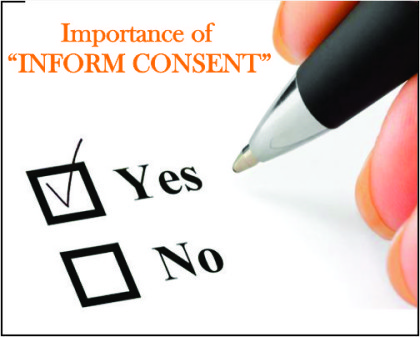 Importance of
“INFORM CONSENT”
Yes
No